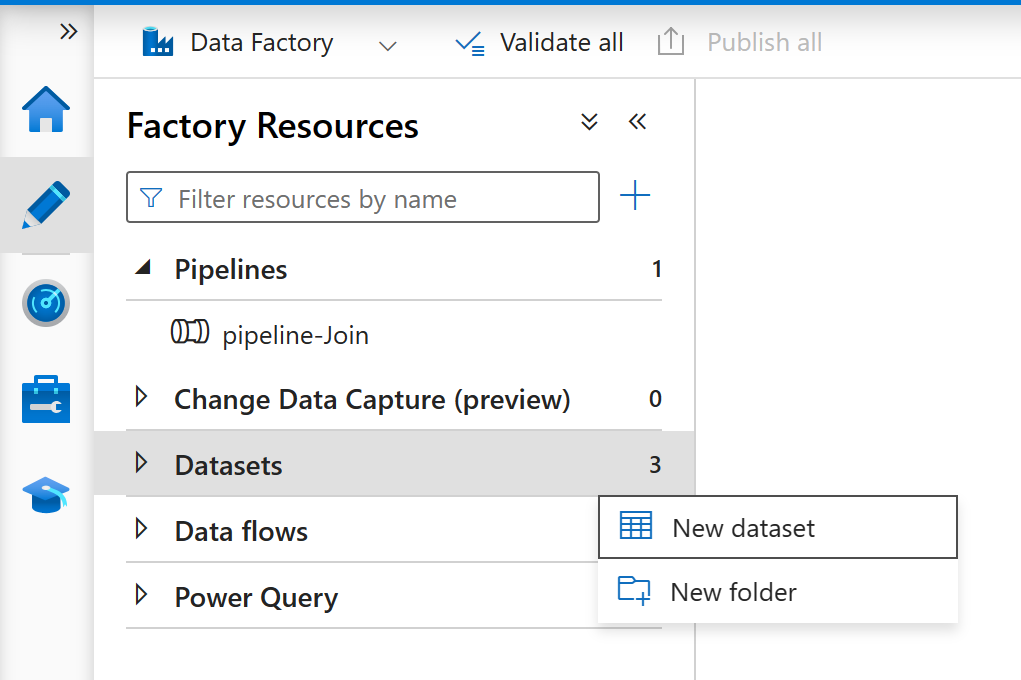 Data Factory
Validate all
Publish all
Factory Resources
Filter resources by name
Pipelines 1
pipeline-Join
Change Data Capture (preview) 0
Datasets 3
New dataset
Data flows
New folder
Power Query